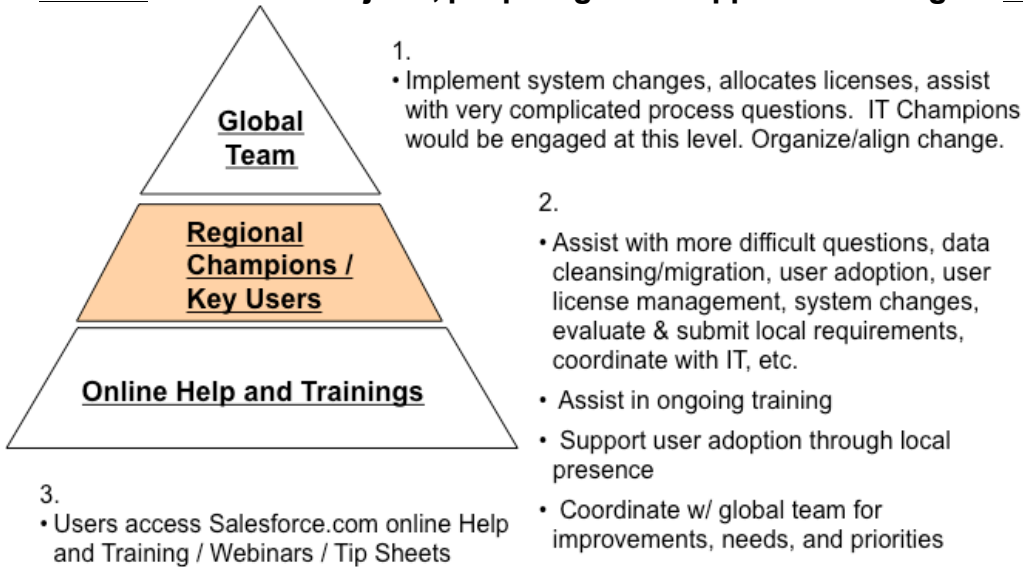 Global
Team
Regional
Champions /
Key Users
Online Help and Trainings
1.
• Implement system changes, allocates licenses, assist
with very complicated process questions.  IT Champions
would be engaged at this level. Organize/align change.
2.
• Assist with more difficult questions, data
cleansing/migration, user adoption, user
license management, system changes,
evaluate & submit local requirements,
coordinate with IT, etc.
• Assist in ongoing training
• Support user adoption through local
presence
• Coordinate w/ global team for
improvements, needs, and priorities
3.
• Users access Salesforce.com online Help
and Training / Webinars / Tip Sheets